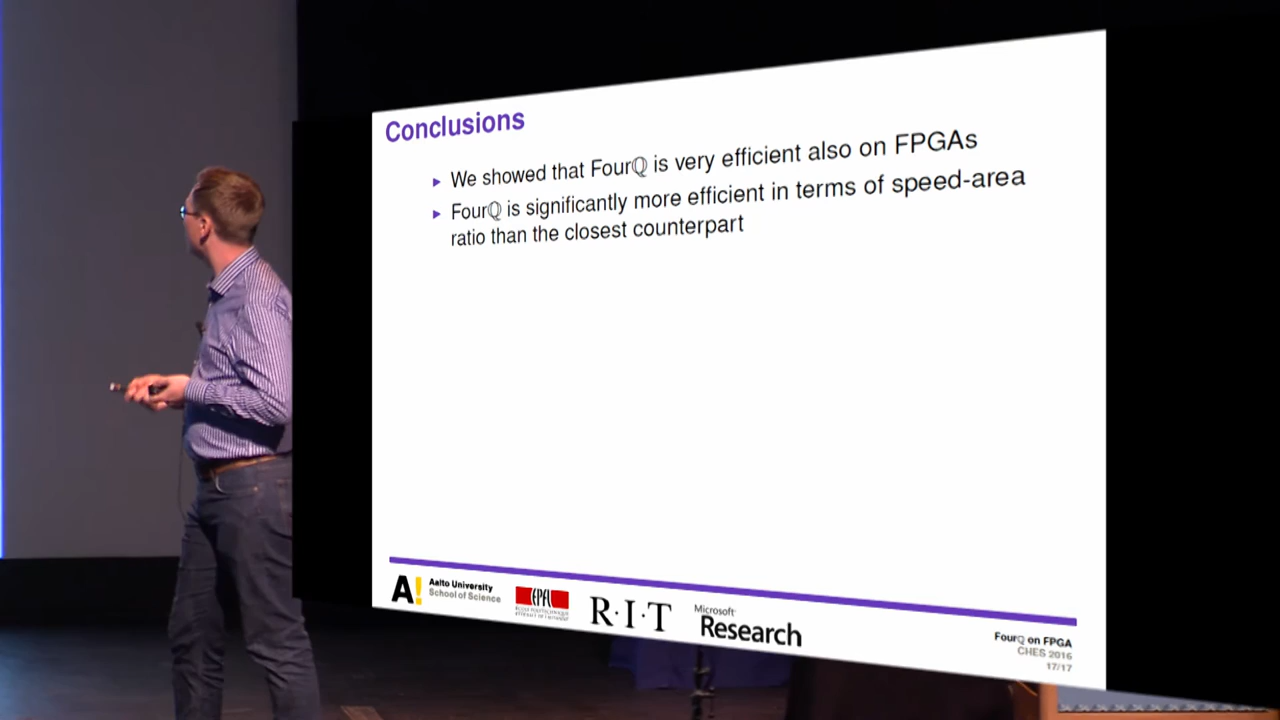 Conclusions
We showed that Fourℚ is very efficient also on FPGAs
Fourℚ is significantly more efficient in terms of speed-area
ratio than the closest counterpart
A! Aalto University
School of Science
EPFL
R·I·T
Microsoft
Research
Fourℚ on FPGA
CHES 2016
17/17